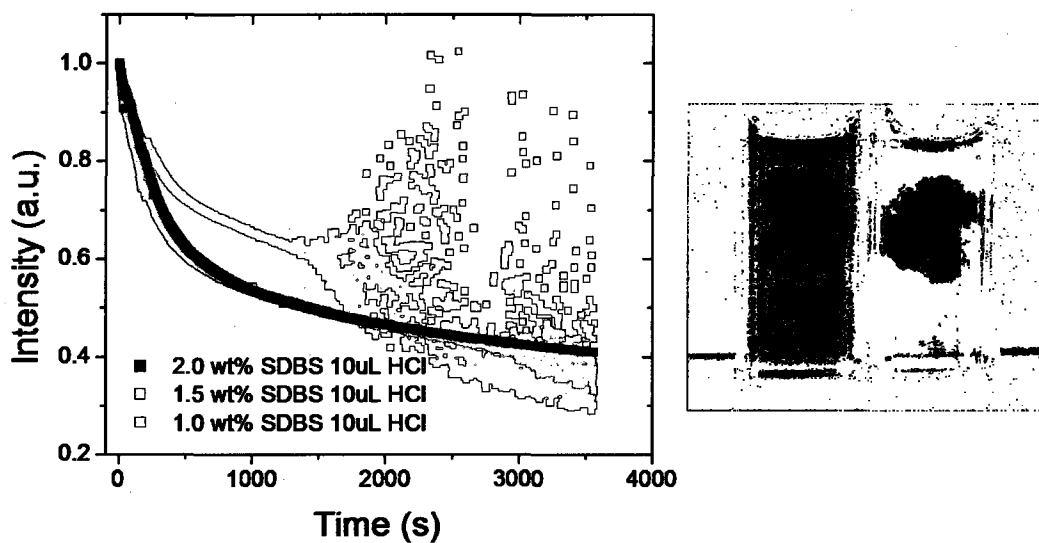 Intensity (a.u.)
1.0
0.8
0.6
0.4
0.2
2.0 wt% SDBS 10uL HCl
1.5 wt% SDBS 10uL HCl
1.0 wt% SDBS 10uL HCl
0
1000
2000
3000
4000
Time (s)